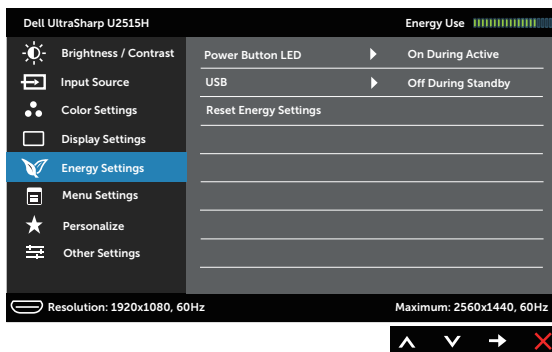 Dell UltraSharp U2515H
Energy Use
Brightness / Contrast
Input Source
Color Settings
Display Settings
Energy Settings
Menu Settings
Personalize
Other Settings
Power Button LED
On During Active
USB
Off During Standby
Reset Energy Settings
Resolution: 1920x1080, 60Hz
Maximum: 2560x1440, 60Hz